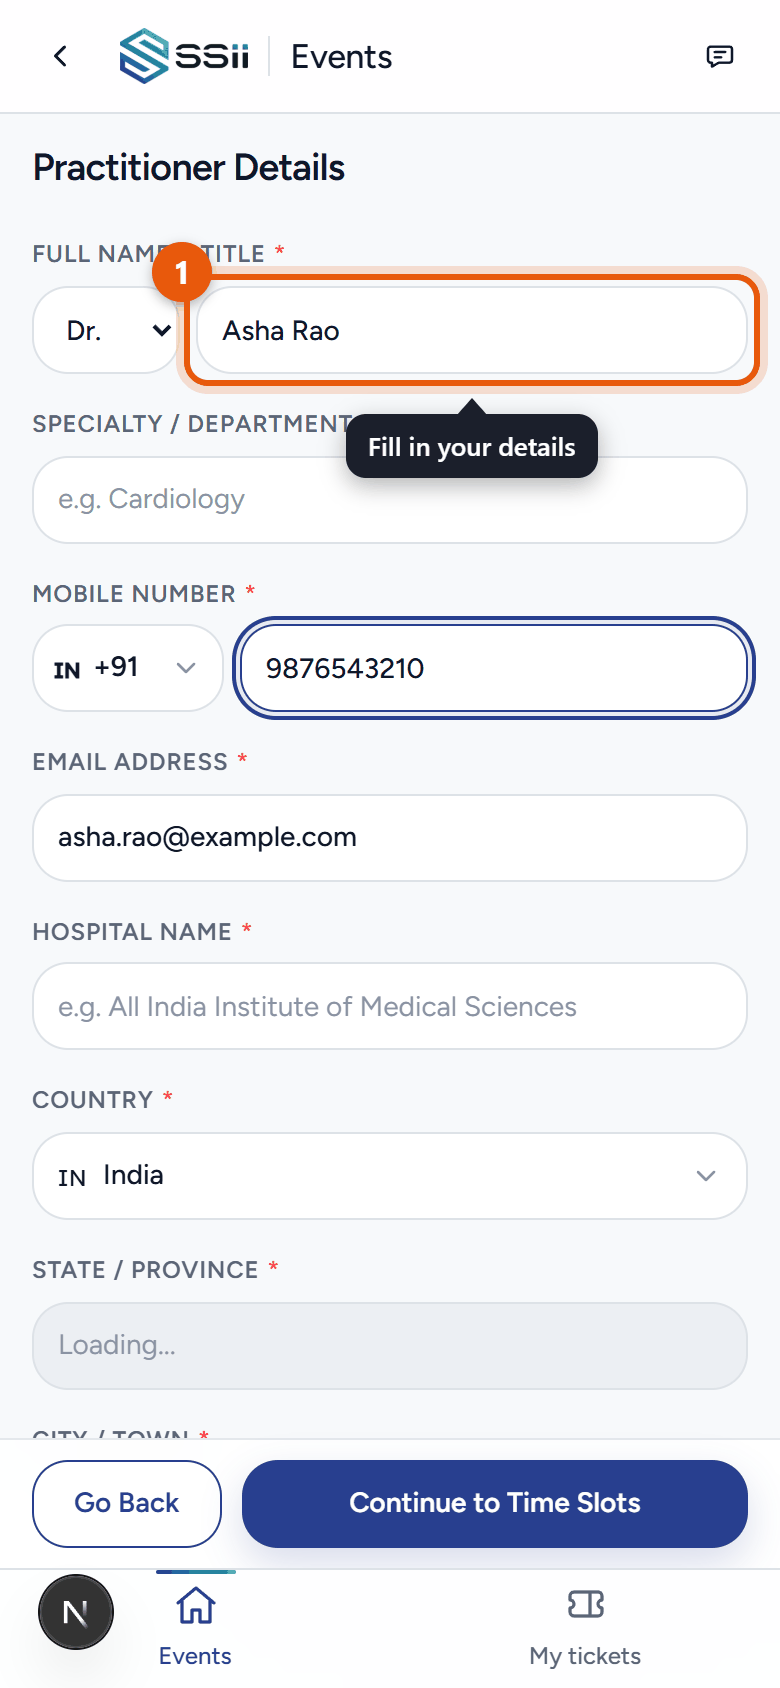 SSii
Events
Practitioner Details
FULL NAME TITLE *
1
Dr.
Asha Rao
SPECIALTY / DEPARTMENT
Fill in your details
e.g. Cardiology
MOBILE NUMBER *
IN +91
9876543210
EMAIL ADDRESS *
asha.rao@example.com
HOSPITAL NAME *
e.g. All India Institute of Medical Sciences
COUNTRY *
IN India
STATE / PROVINCE *
Loading...
CITY / TOWN *
Go Back
Continue to Time Slots
N
Events
My tickets